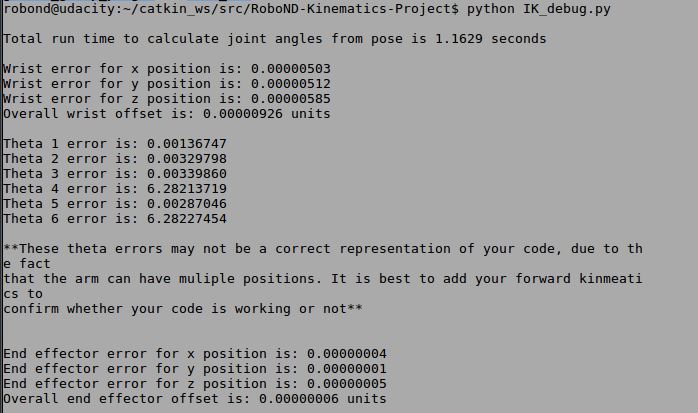 robond@udacity:~/catkin_ws/src/RoboND-Kinematics-Project$ python IK_debug.py
Total run time to calculate joint angles from pose is 1.1629 seconds
Wrist error for x position is: 0.00000503
Wrist error for y position is: 0.00000512
Wrist error for z position is: 0.00000585
Overall wrist offset is: 0.00000926 units
Theta 1 error is: 0.00136747
Theta 2 error is: 0.00329798
Theta 3 error is: 0.00339860
Theta 4 error is: 6.28213719
Theta 5 error is: 0.00287046
Theta 6 error is: 6.28227454
**These theta errors may not be a correct representation of your code, due to th
e fact
that the arm can have muliple positions. It is best to add your forward kinmeati
cs to
confirm whether your code is working or not**
End effector error for x position is: 0.00000004
End effector error for y position is: 0.00000001
End effector error for z position is: 0.00000005
Overall end effector offset is: 0.00000006 units